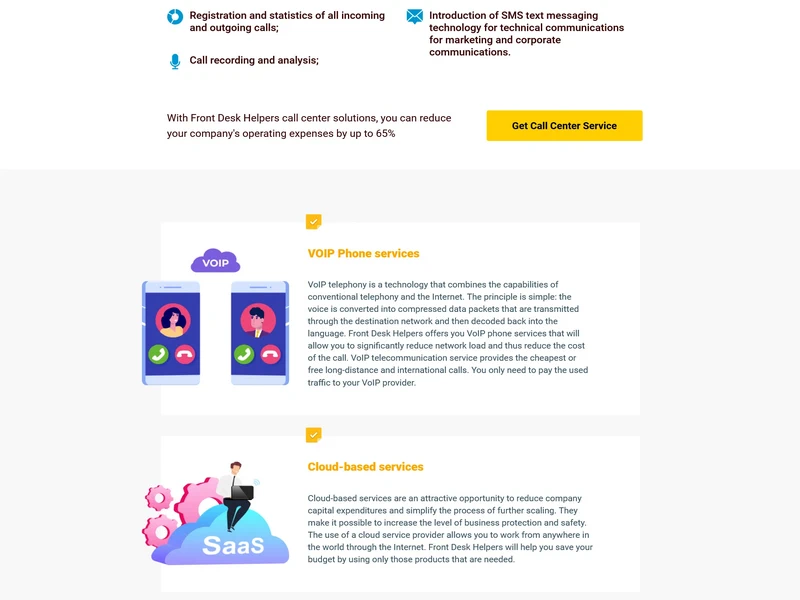 Registration and statistics of all incoming
and outgoing calls;
Call recording and analysis;
Introduction of SMS text messaging
technology for technical communications
for marketing and corporate
communications.
With Front Desk Helpers call center solutions, you can reduce
your company's operating expenses by up to 65%
Get Call Center Service
VOIP
VOIP Phone services
VoIP telephony is a technology that combines the capabilities of
conventional telephony and the Internet. The principle is simple: the
voice is converted into compressed data packets that are transmitted
through the destination network and then decoded back into the
language. Front Desk Helpers offers you VoIP phone services that will
allow you to significantly reduce network load and thus reduce the cost
of the call. VoIP telecommunication service provides the cheapest or
free long-distance and international calls. You only need to pay the used
traffic to your VoIP provider.
SaaS
Cloud-based services
Cloud-based services are an attractive opportunity to reduce company
capital expenditures and simplify the process of further scaling. They
make it possible to increase the level of business protection and safety.
The use of a cloud service provider allows you to work from anywhere in
the world through the Internet. Front Desk Helpers will help you save your
budget by using only those products that are needed.